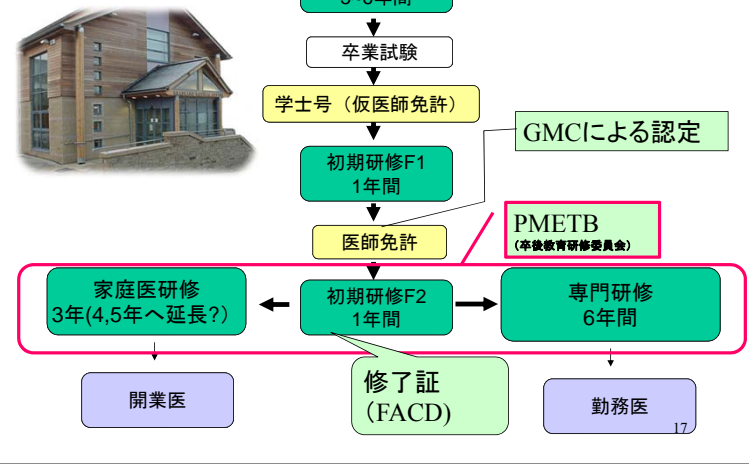 卒業試験
学士号（仮医師免許）
GMCによる認定
初期研修F1
1年間
医師免許
PMETB
（卒後教育研修委員会）
家庭医研修
3年(4,5年へ延長?）
初期研修F2
1年間
専門研修
6年間
修了証
（FACD)
開業医
勤務医
17